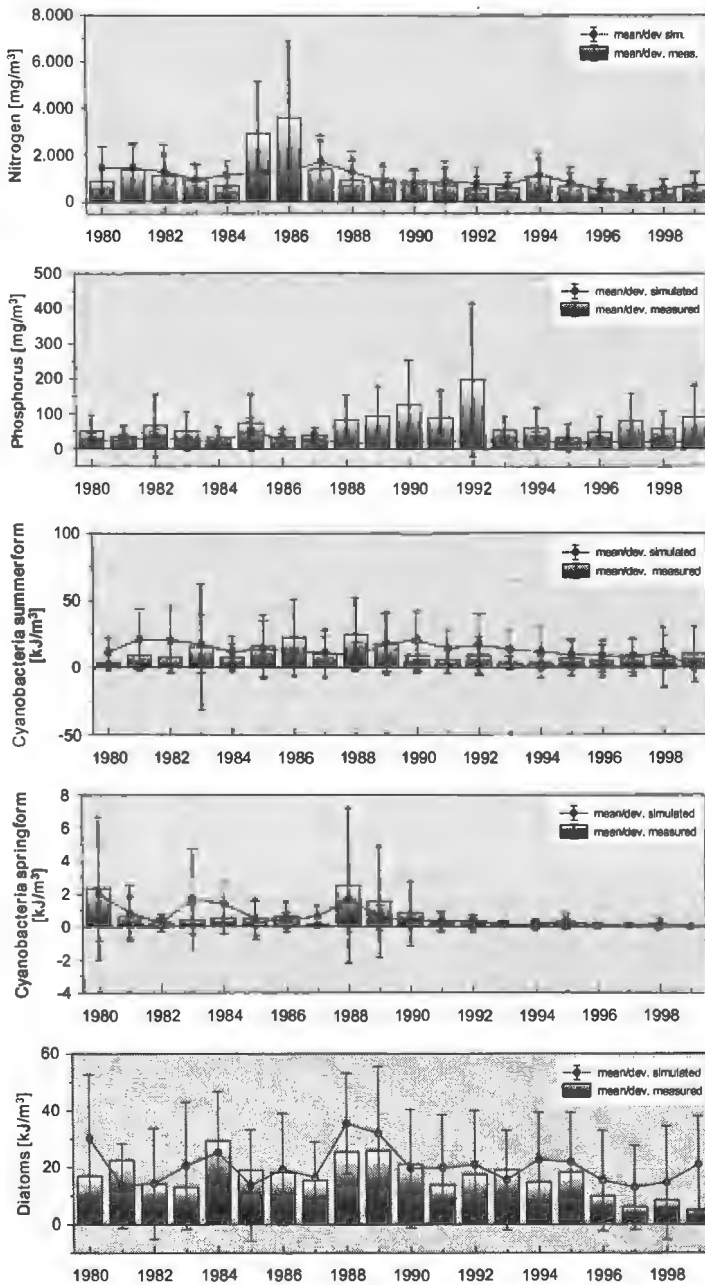 8.000
6.000
4.000
2.000
0
Nitrogen [mg/m³]
mean/dev sim.
mean/dev. meas.
1980 1982 1984 1986 1988 1990 1992 1994 1996 1998
500
400
300
200
100
0
Phosphorus [mg/m³]
mean/dev. simulated
mean/dev. measured
1980 1982 1984 1986 1988 1990 1992 1994 1996 1998
100
50
0
-50
Cyanobacteria summerform
[kJ/m³]
mean/dev. simulated
mean/dev. measured
1980 1982 1984 1986 1988 1990 1992 1994 1996 1998
8
6
4
2
0
-2
-4
Cyanobacteria springform
[kJ/m³]
mean/dev. simulated
mean/dev. measured
1980 1982 1984 1986 1988 1990 1992 1994 1996 1998
60
40
20
0
Diatoms [kJ/m³]
mean/dev. simulated
mean/dev. measured
1980 1982 1984 1986 1988 1990 1992 1994 1996 1998